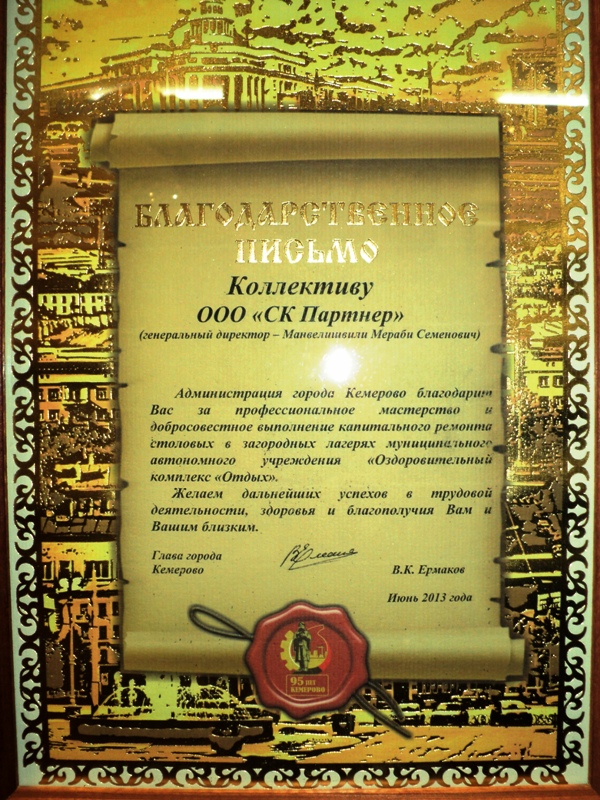 БЛАГОДАРСТВЕННОЕ
ПИСЬМО
Коллективу
ООО «СК Партнер»
(генеральный директор – Манвелишвили Мераби Семенович)
Администрация города Кемерово благодарит
Вас за профессиональное мастерство и
добросовестное выполнение капитального ремонта
столовых в загородных лагерях муниципального
автономного учреждения «Оздоровительный
комплекс «Отдых».
Желаем дальнейших успехов в трудовой
деятельности, здоровья и благополучия Вам и
Вашим близким.
Глава города
Кемерово
В.К. Ермаков
Июнь 2013 года
95 ЛЕТ
КЕМЕРОВО